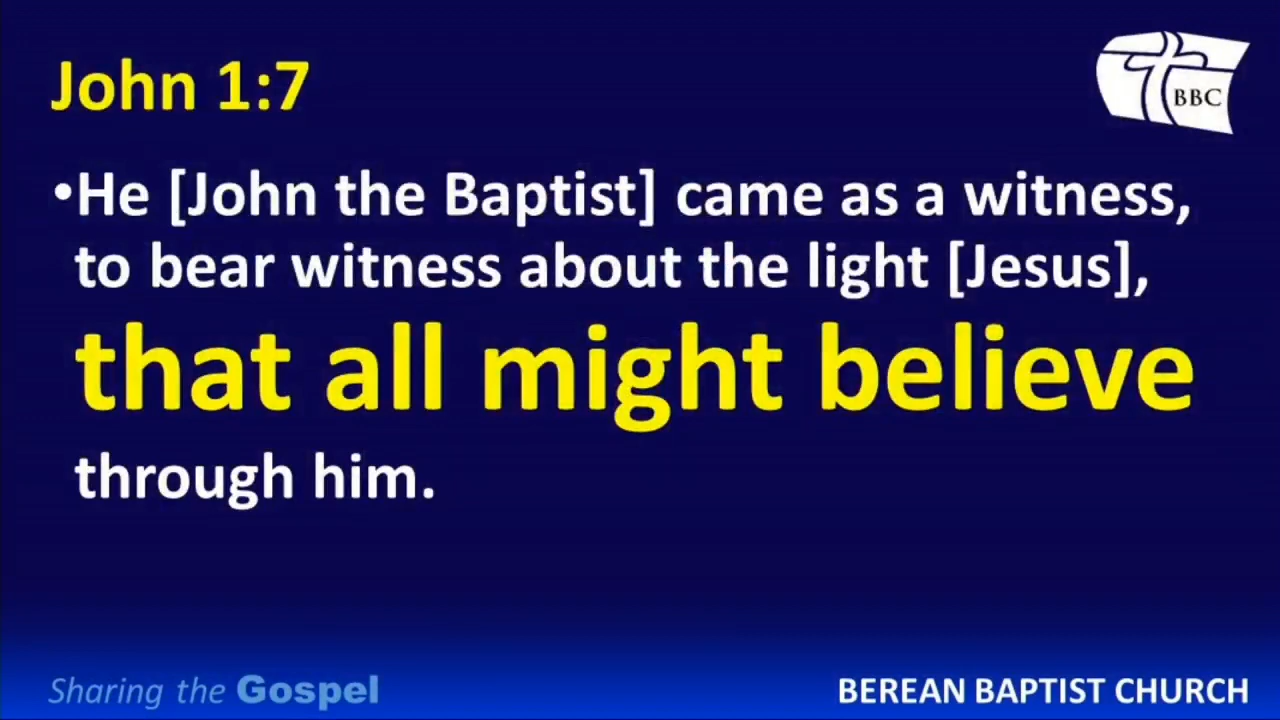 John 1:7
BBC
•He [John the Baptist] came as a witness,
to bear witness about the light [Jesus],
that all might believe
through him.
Sharing the Gospel
BEREAN BAPTIST CHURCH